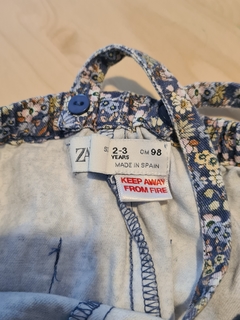 ZA
2-3
YEARS
CM 98
MADE IN SPAIN
KEEP AWAY
FROM FIRE